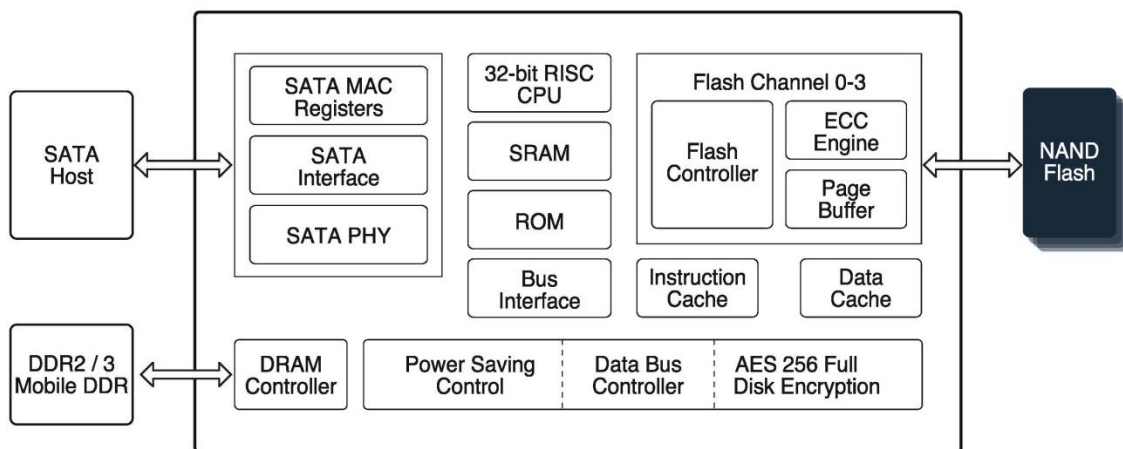 SATA
Host
DDR2 / 3
Mobile DDR
SATA MAC
Registers
SATA
Interface
SATA PHY
32-bit RISC
CPU
SRAM
ROM
Bus
Interface
Flash Channel 0-3
Flash
Controller
ECC
Engine
Page
Buffer
Instruction
Cache
Data
Cache
DRAM
Controller
Power Saving
Control
Data Bus
Controller
AES 256 Full
Disk Encryption
NAND
Flash